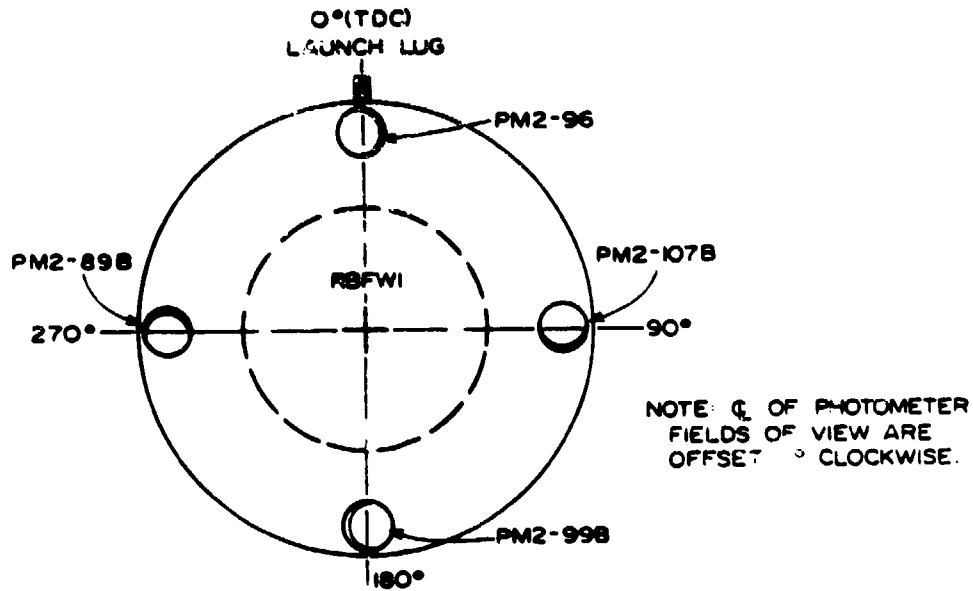 0°(TDC)
LAUNCH LUG
PM2-96
PM2-89B
PM2-107B
RBFW1
270°
90°
NOTE: ℄ OF PHOTOMETER
FIELDS OF VIEW ARE
OFFSET ° CLOCKWISE.
PM2-99B
180°